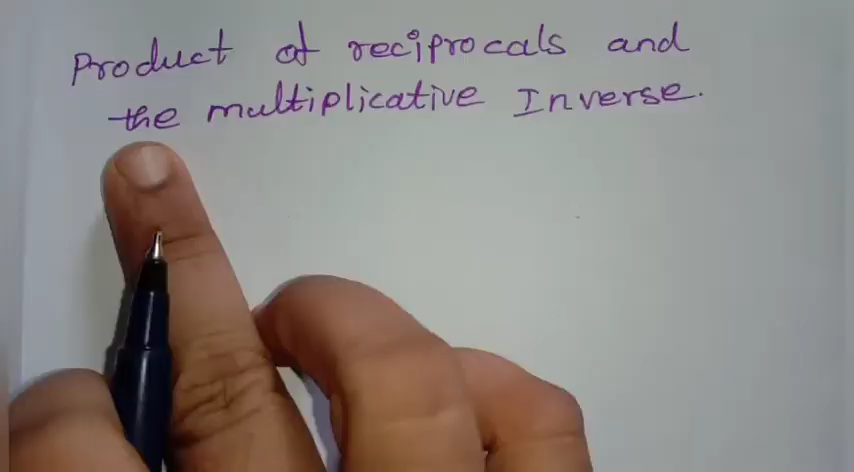 Product of reciprocals and
the multiplicative Inverse.